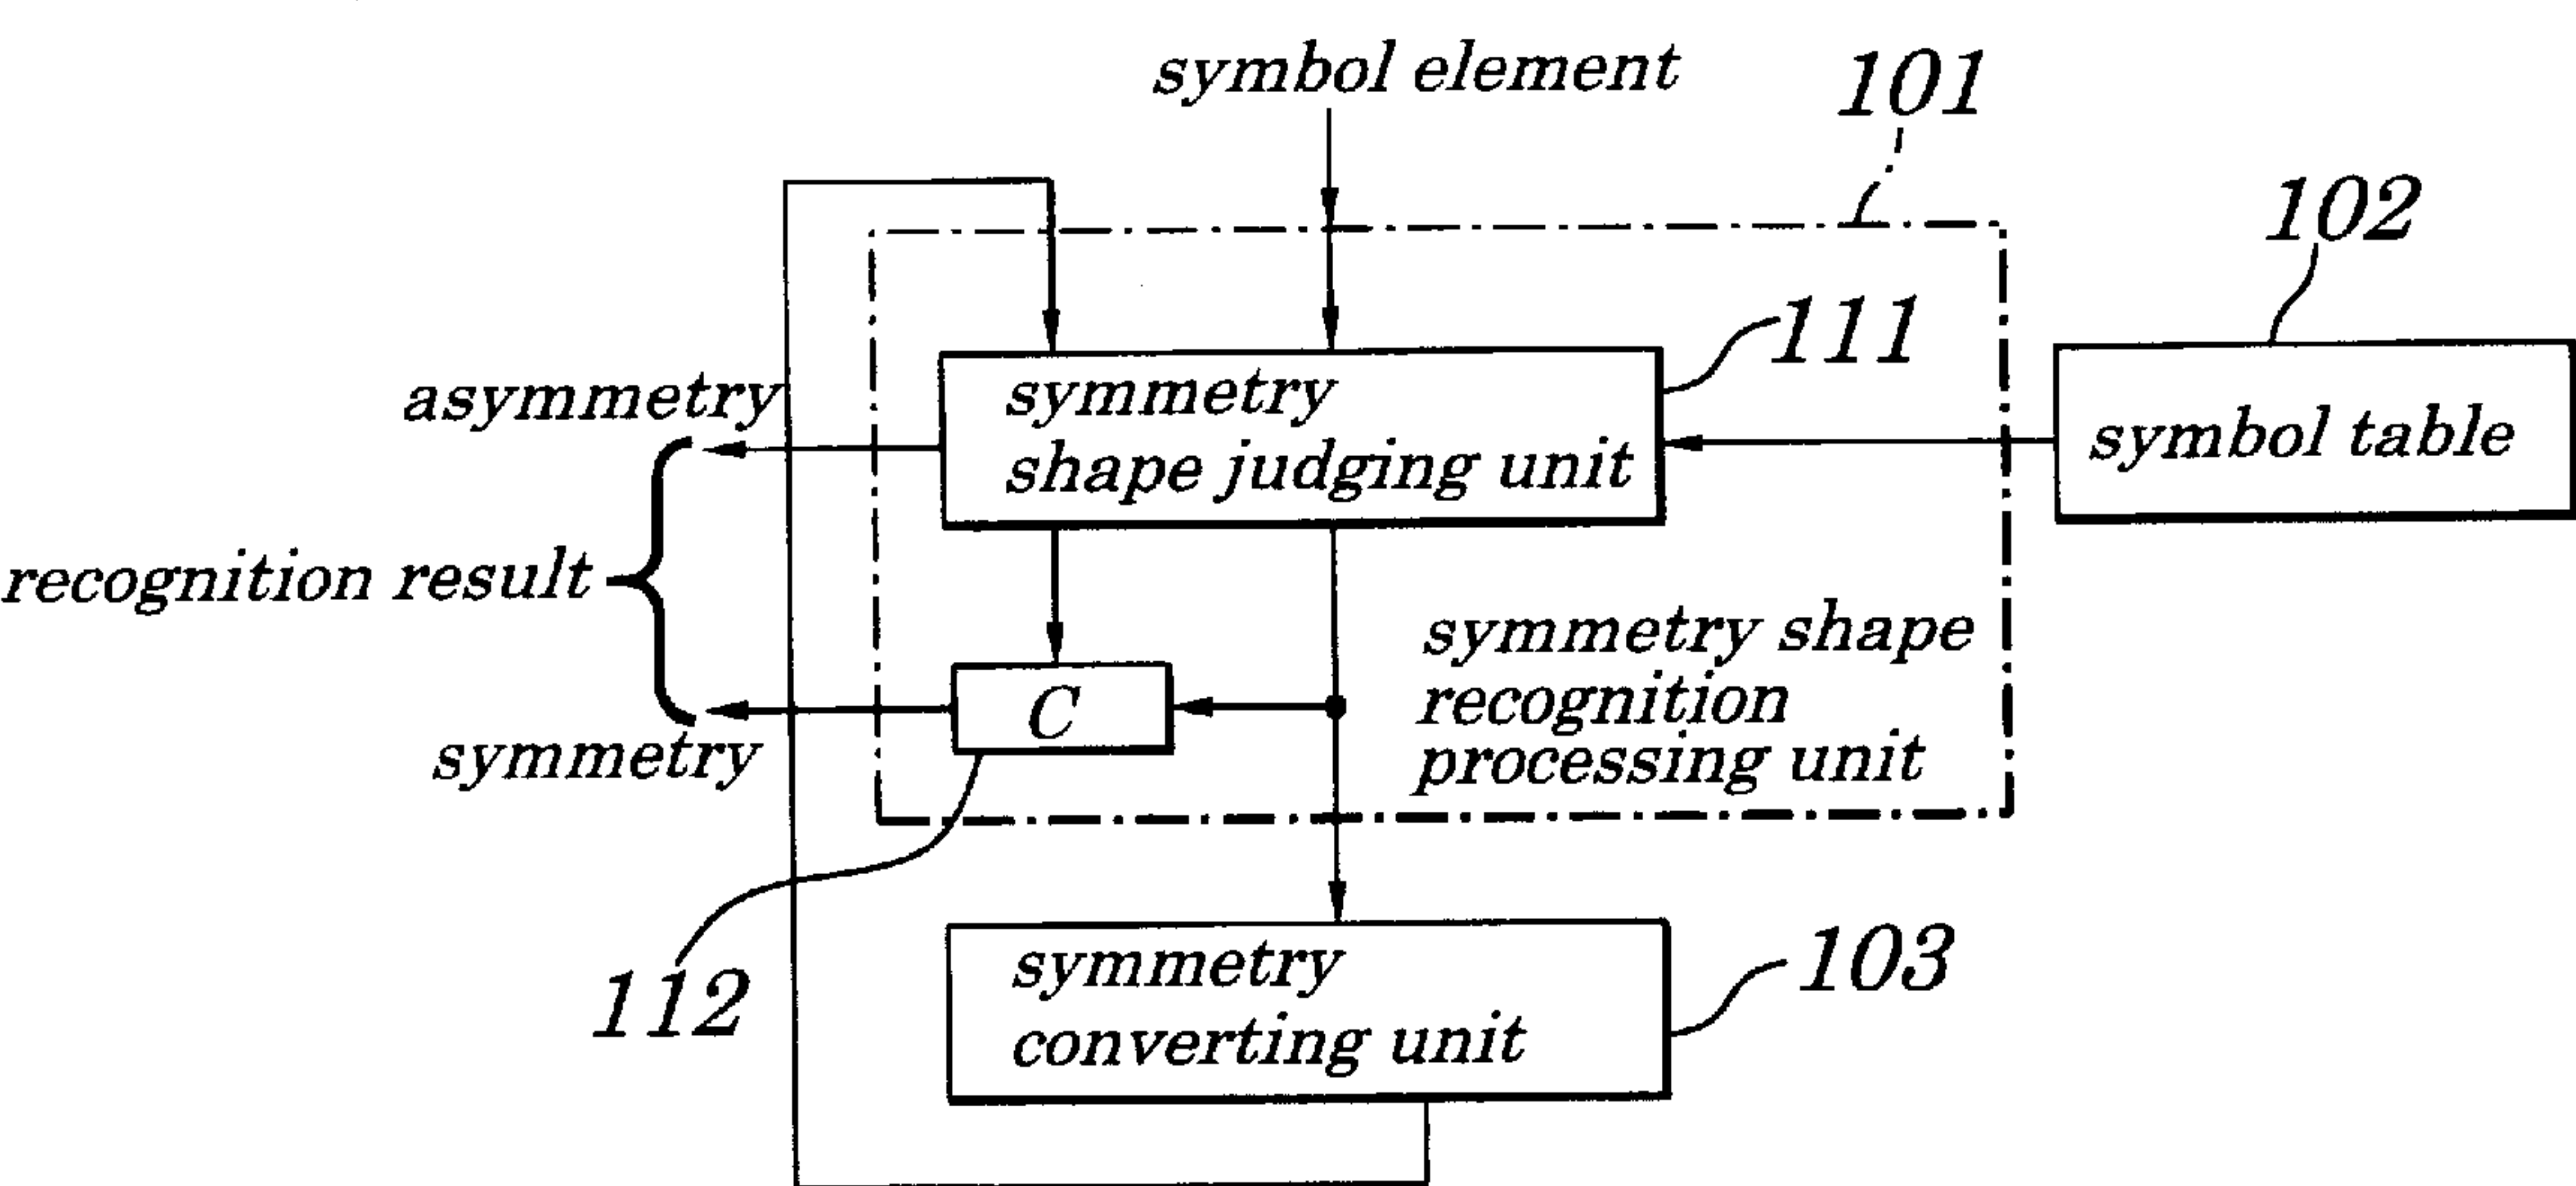 symbol element
101
102
111
symmetry
shape judging unit
symbol table
asymmetry
recognition result
symmetry
C
symmetry shape
recognition
processing unit
112
symmetry
converting unit
103